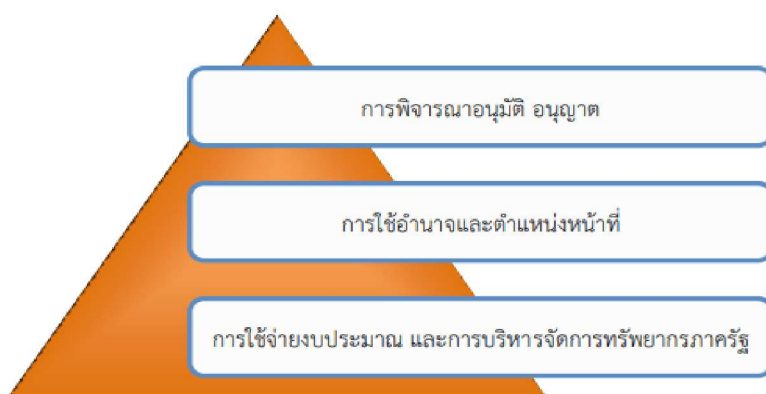 การพิจารณาอนุมัติ อนุญาต
การใช้อำนาจและตำแหน่งหน้าที่
การใช้จ่ายงบประมาณ และการบริหารจัดการทรัพยากรภาครัฐ